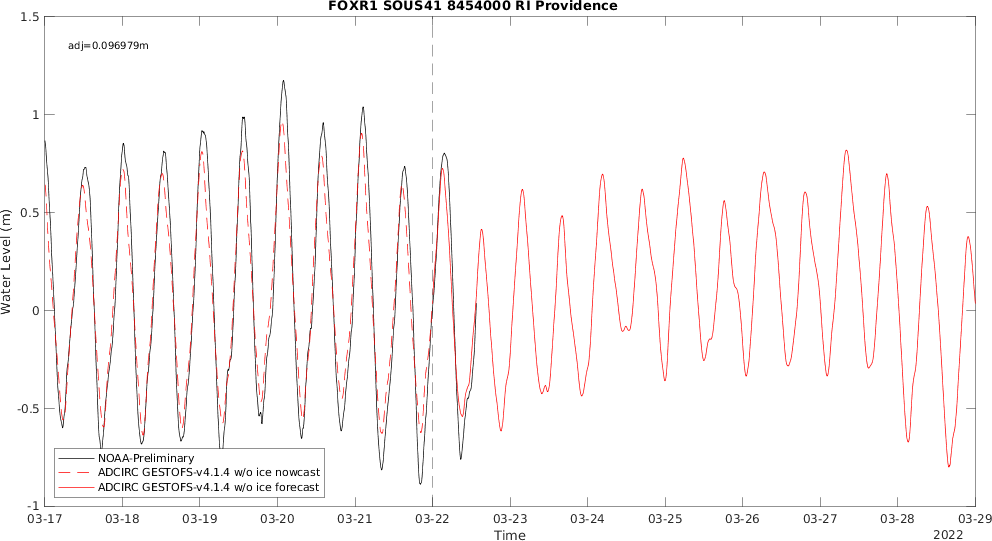 FOXR1 SOUS41 8454000 RI Providence
1.5
adj=0.096979m
1
0.5
Water Level (m)
0
-0.5
NOAA-Preliminary
ADCIRC GESTOFS-v4.1.4 w/o ice nowcast
ADCIRC GESTOFS-v4.1.4 w/o ice forecast
-1
03-17 03-18 03-19 03-20 03-21 03-22 03-23 03-24 03-25 03-26 03-27 03-28 03-29
Time
2022